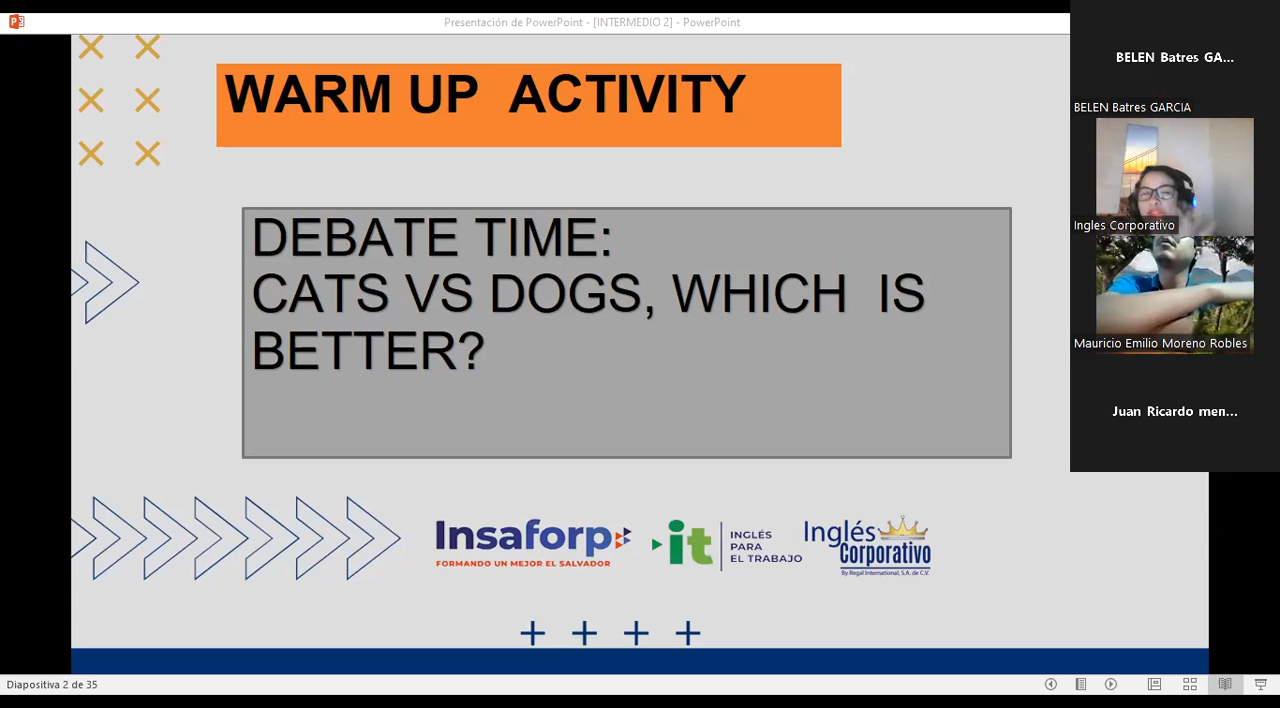 Presentación de PowerPoint - [INTERMEDIO 2] - PowerPoint
WARM UP ACTIVITY
DEBATE TIME:
CATS VS DOGS, WHICH IS
BETTER?
Insaforp
FORMANDO UN MEJOR EL SALVADOR
it
INGLÉS
PARA
EL TRABAJO
Inglés
Corporativo
By Regal International, S.A. de C.V.
Diapositiva 2 de 35
BELEN Batres GA...
BELEN Batres GARCIA
Ingles Corporativo
Mauricio Emilio Moreno Robles
Juan Ricardo men...